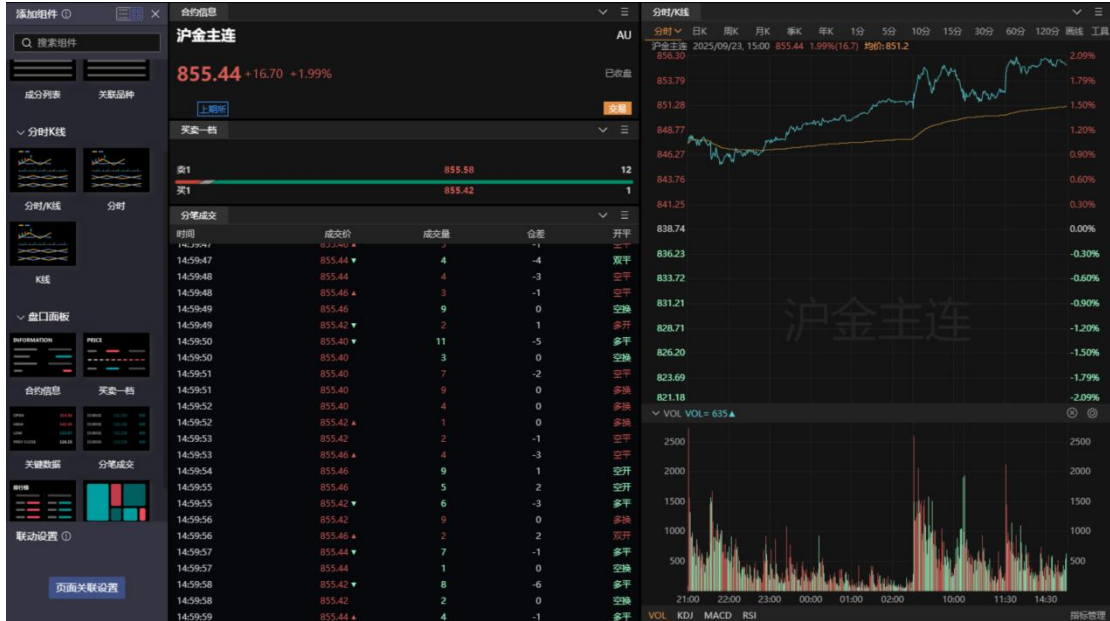 添加组件
搜索组件
成分列表 关联品种
分时K线
分时/K线 分时
K线
盘口面板
INFORMATION PRICE
合约信息 买卖一档
关键数据 分笔成交
排行榜
联动设置
页面关联设置
合约信息
沪金主连 AU
855.44 +16.70 +1.99% 已收盘
上期所 交易
买卖一档
卖1 855.58 12
买1 855.42 1
分笔成交
时间 成交价 成交量 仓差 开平
14:59:47 855.40▲ 3 -1 空平
14:59:47 855.44▼ 4 -4 双平
14:59:48 855.44 4 -3 空平
14:59:48 855.46▲ 3 -1 空平
14:59:49 855.46 9 0 空换
14:59:49 855.42▼ 2 1 多开
14:59:50 855.40▼ 11 -5 多平
14:59:50 855.40 3 0 空换
14:59:51 855.40 7 -2 空平
14:59:51 855.40 9 0 多换
14:59:52 855.40 4 0 多换
14:59:52 855.42▲ 1 0 多换
14:59:53 855.42 2 -1 空平
14:59:53 855.46▲ 4 -3 空平
14:59:54 855.46 9 1 空开
14:59:55 855.46 5 2 空开
14:59:55 855.42▼ 6 -3 多平
14:59:56 855.42 9 0 多换
14:59:56 855.46▲ 2 2 双开
14:59:57 855.44▼ 7 -1 多平
14:59:57 855.44 1 0 空换
14:59:58 855.42▼ 8 -6 多平
14:59:58 855.42 2 0 空换
14:59:59 855.44▲ 4 -1 多平
分时/K线
分时 日K 周K 月K 季K 年K 1分 5分 10分 15分 30分 60分 120分 画线 工具
沪金主连 2025/09/23, 15:00 855.44 1.99%(16.7) 均价: 851.2
856.30 2.09%
853.79 1.79%
851.28 1.50%
848.77 1.20%
846.27 0.90%
843.76 0.60%
841.25 0.30%
838.74 0.00%
836.23 -0.30%
833.72 -0.60%
831.21 -0.90%
828.71 -1.20%
826.20 -1.50%
823.69 -1.79%
821.18 -2.09%
沪金主连
VOL VOL= 635▲
2500 2500
2000 2000
1500 1500
1000 1000
500 500
21:00 22:00 23:00 00:00 01:00 02:00 10:00 11:30 14:30
VOL KDJ MACD RSI 指标管理